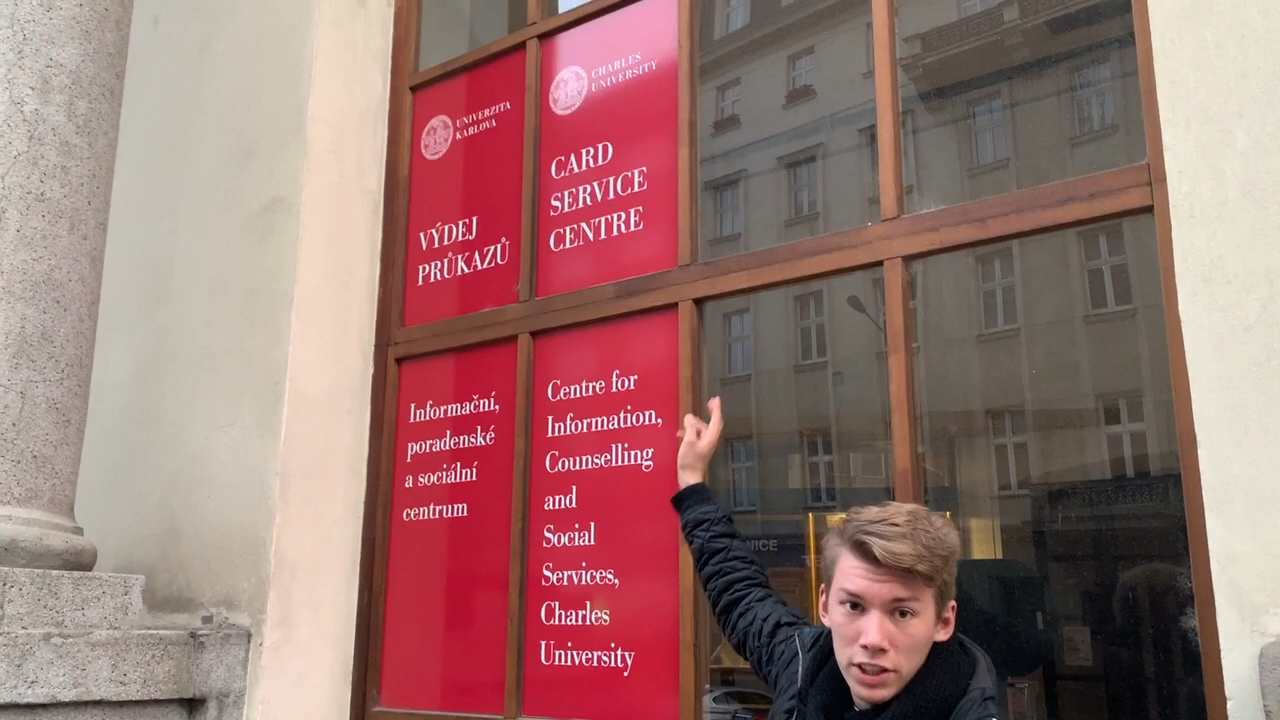 UNIVERZITA
KARLOVA
VÝDEJ
PRŮKAZŮ
CHARLES
UNIVERSITY
CARD
SERVICE
CENTRE
Informační,
poradenské
a sociální
centrum
Centre for
Information,
Counselling
and
Social
Services,
Charles
University